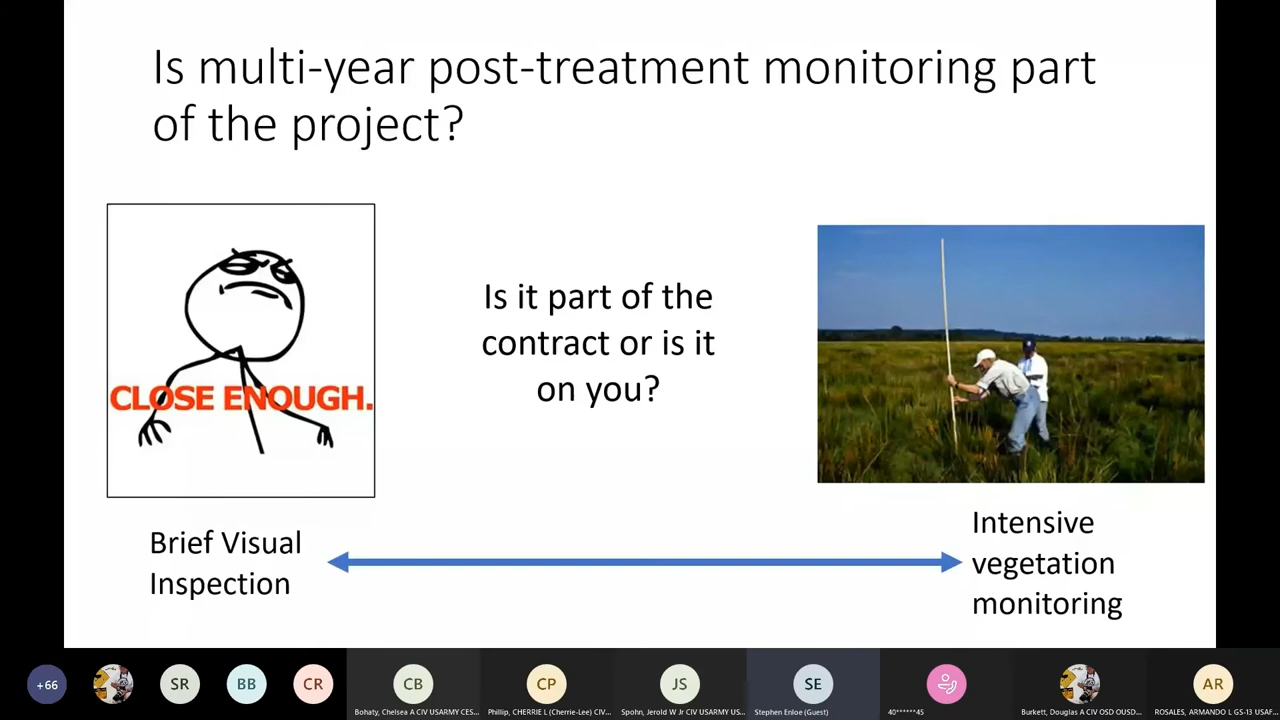 Is multi-year post-treatment monitoring part
of the project?
Is it part of the
contract or is it
on you?
CLOSE ENOUGH.
Brief Visual
Inspection
Intensive
vegetation
monitoring
+66
SR
BB
CR
CB
CP
JS
SE
AR
Bohaty, Chelsea A CIV USARMY CES...
Phillip, CHERRIE L (Cherrie-Lee) CIV...
Spohn, Jerold W Jr CIV USARMY US...
Stephen Enloe (Guest)
40******45
Burkett, Douglas A CIV OSD OUSD...
ROSALES, ARMANDO L GS-13 USAF...